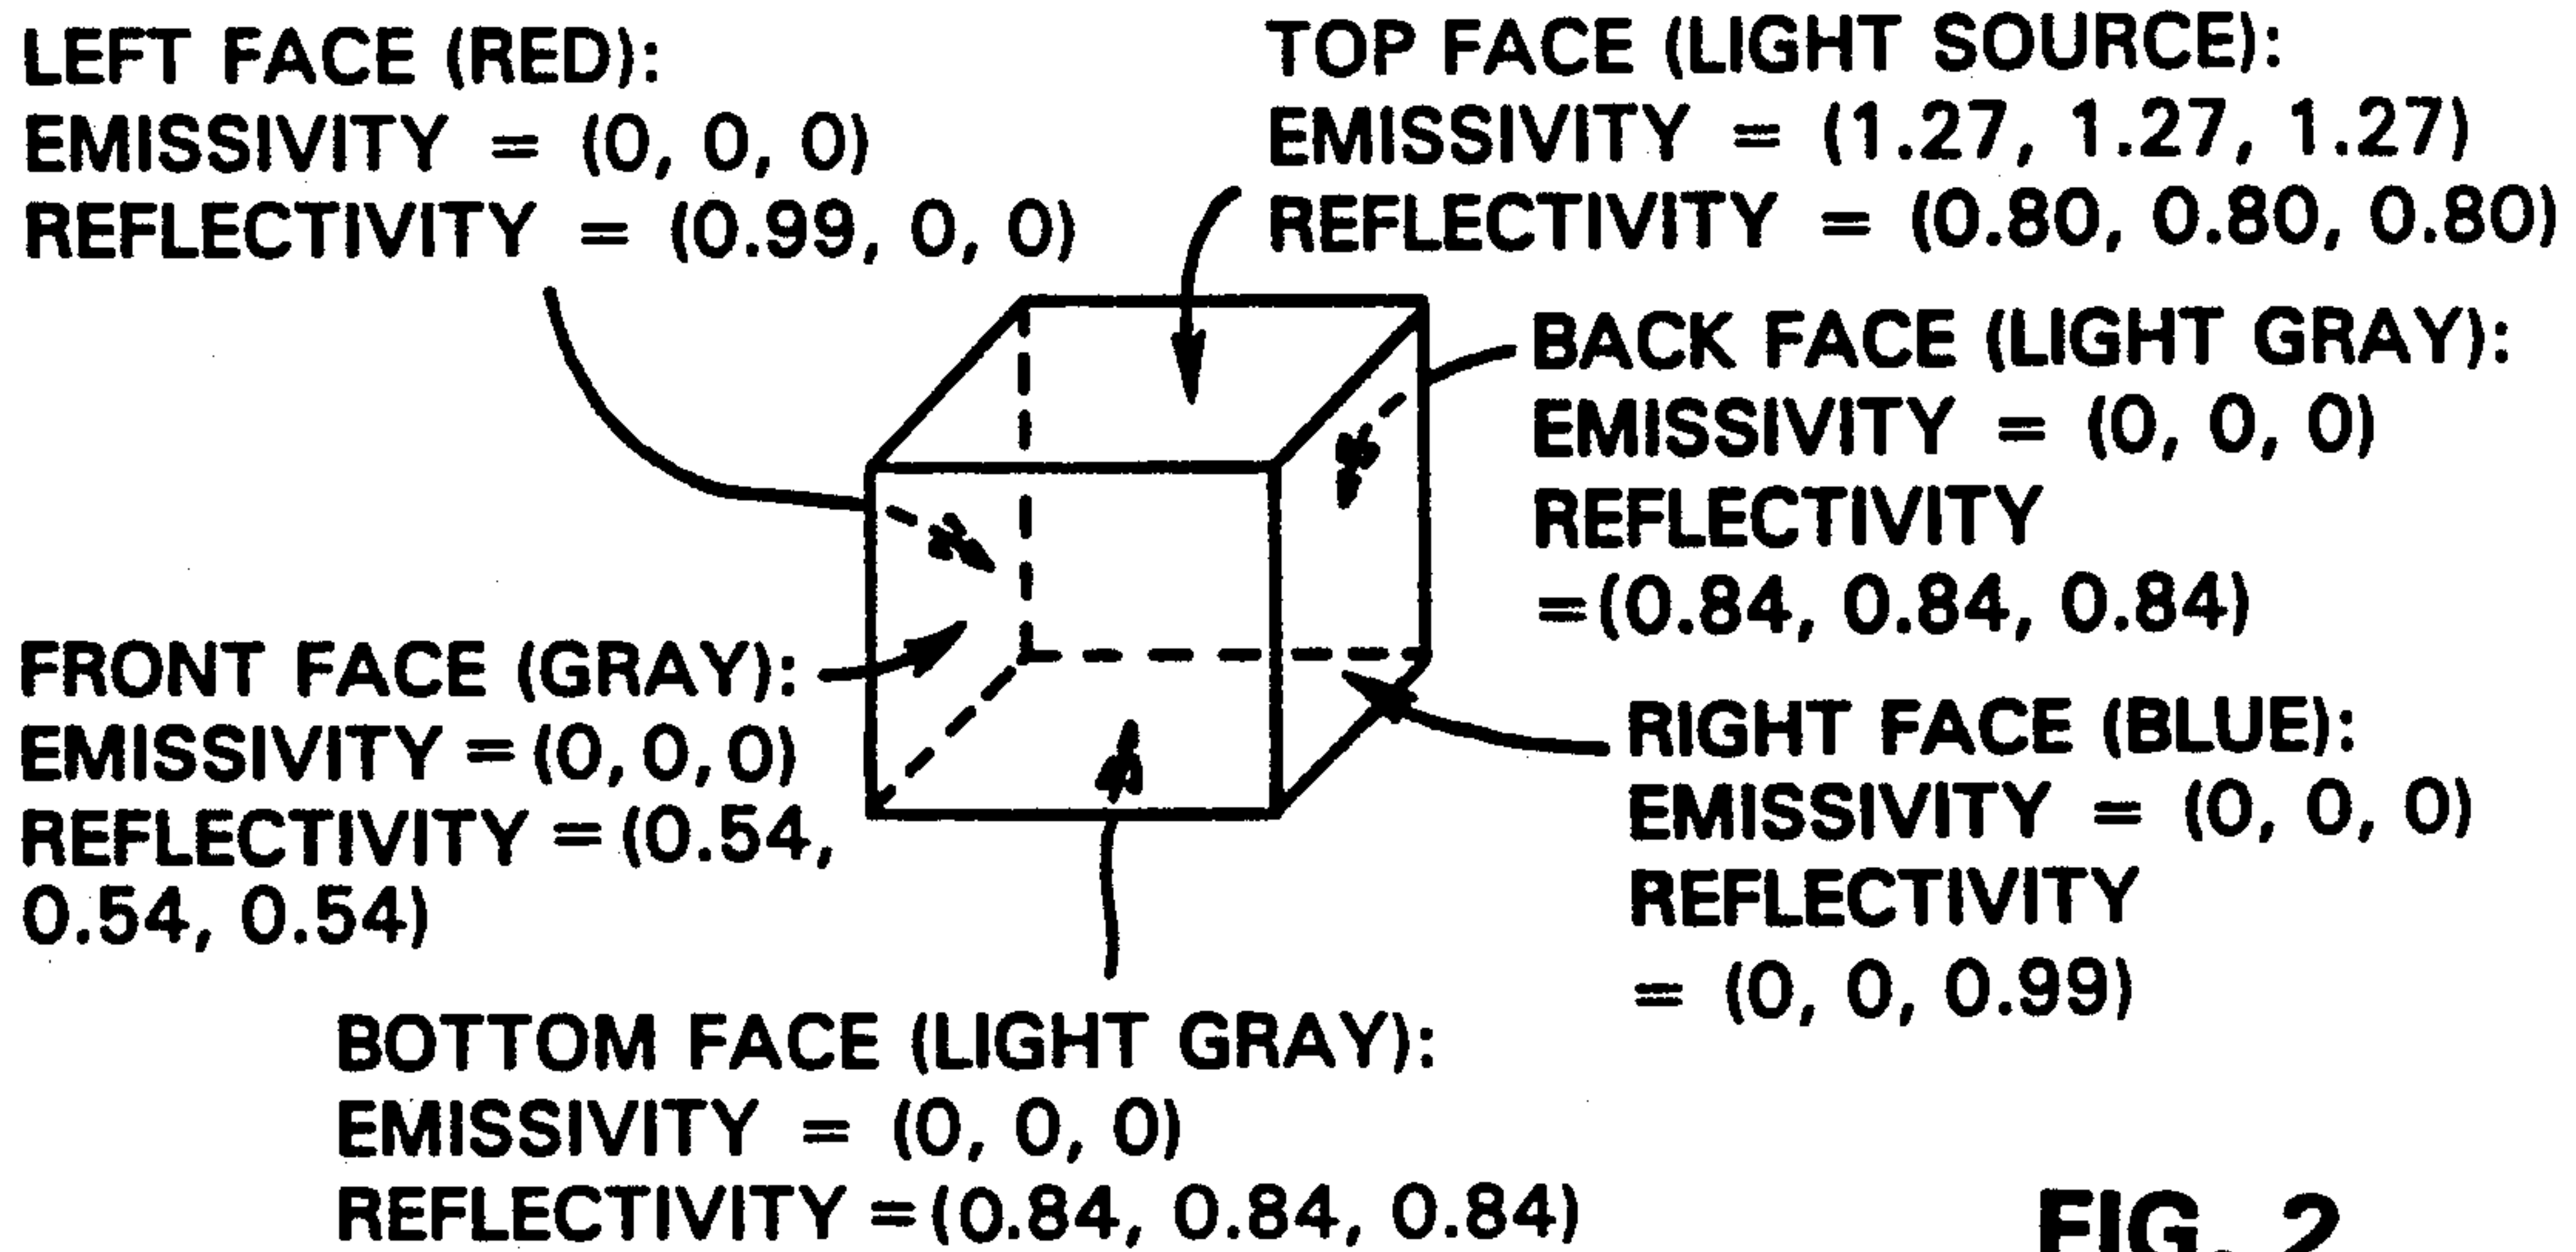 LEFT FACE (RED):
EMISSIVITY = (0, 0, 0)
REFLECTIVITY = (0.99, 0, 0)
TOP FACE (LIGHT SOURCE):
EMISSIVITY = (1.27, 1.27, 1.27)
REFLECTIVITY = (0.80, 0.80, 0.80)
BACK FACE (LIGHT GRAY):
EMISSIVITY = (0, 0, 0)
REFLECTIVITY
=(0.84, 0.84, 0.84)
FRONT FACE (GRAY):
EMISSIVITY =(0, 0, 0)
REFLECTIVITY =(0.54,
0.54, 0.54)
RIGHT FACE (BLUE):
EMISSIVITY = (0, 0, 0)
REFLECTIVITY
= (0, 0, 0.99)
BOTTOM FACE (LIGHT GRAY):
EMISSIVITY = (0, 0, 0)
REFLECTIVITY =(0.84, 0.84, 0.84)
FIG. 2